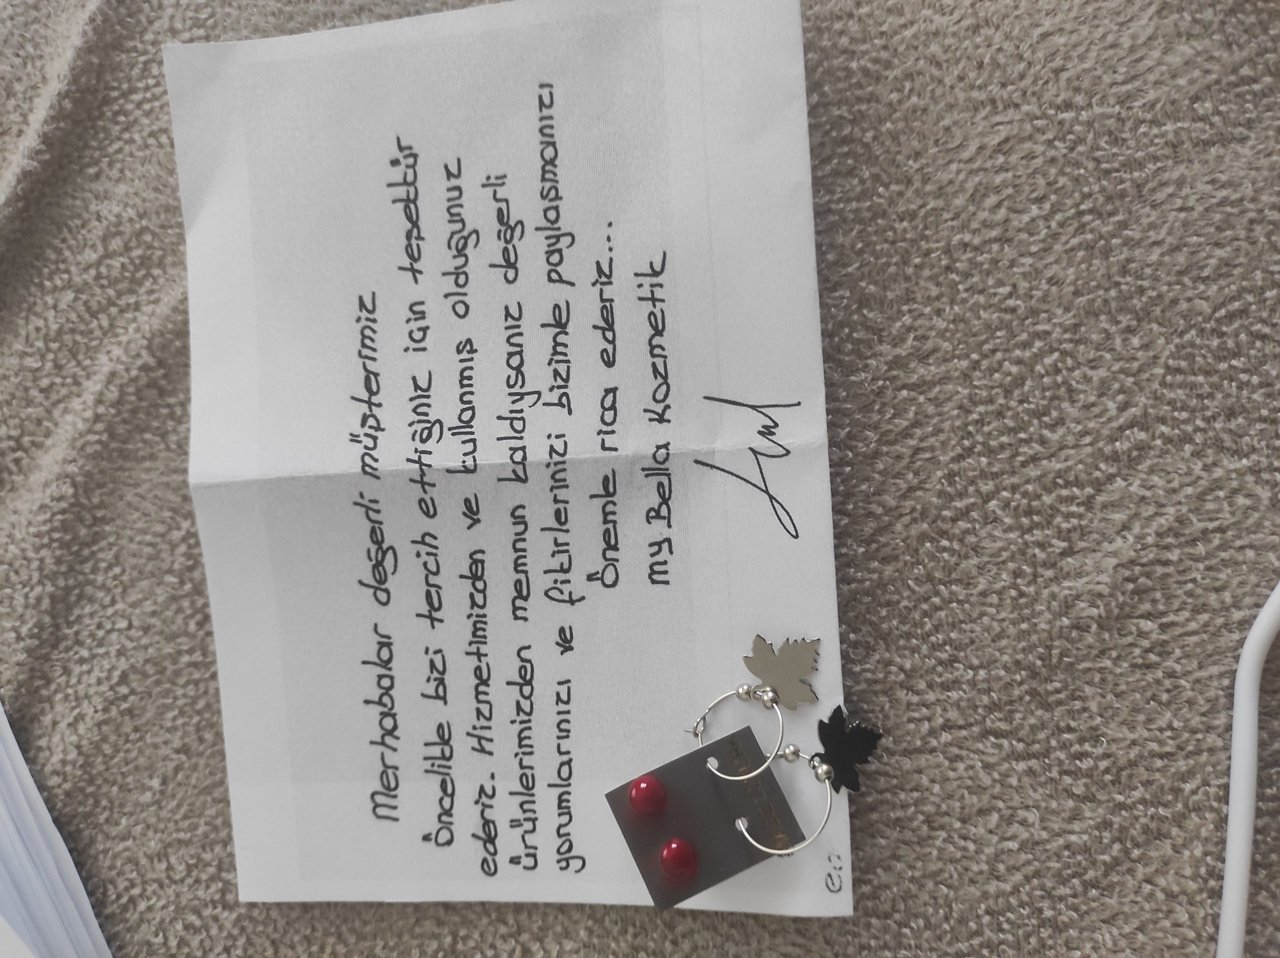 Merhabalar değerli müşterimiz
Öncelikle bizi tercih ettiğiniz için teşekkür
ederiz. Hizmetimizden ve kullanmış olduğunuz
ürünlerimizden memnun kaldıysanız değerli
yorumlarınızı ve fikirlerinizi bizimle paylaşmanızı
Önemle rica ederiz...
my Bella Kozmetik